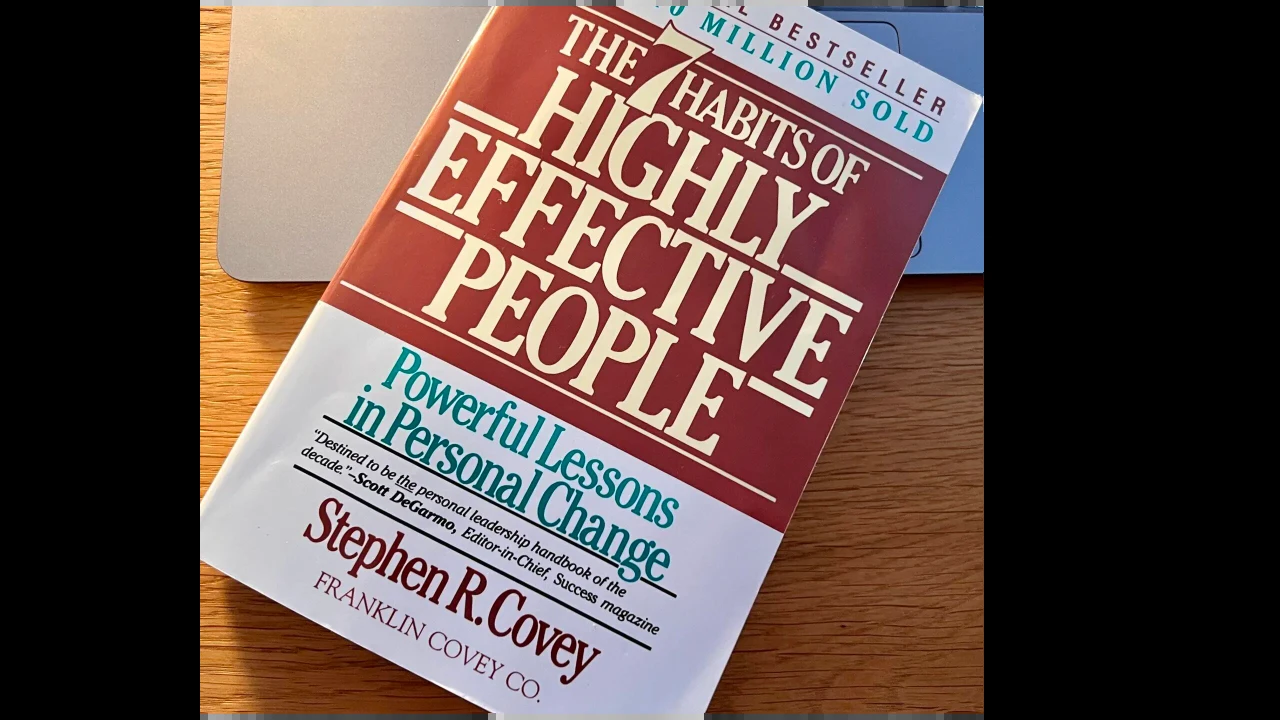 BESTSELLER
MILLION SOLD
THE 7 HABITS OF
HIGHLY
EFFECTIVE
PEOPLE
Powerful Lessons
in Personal Change
"Destined to be the personal leadership handbook of the
decade."–Scott DeGarmo, Editor-in-Chief, Success magazine
Stephen R. Covey
FRANKLIN COVEY CO.